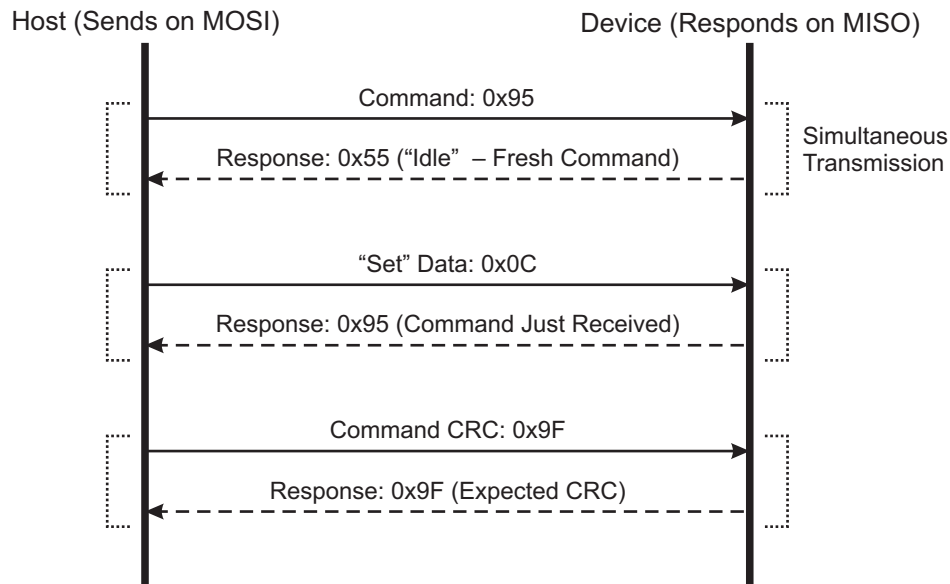 Host (Sends on MOSI)
Device (Responds on MISO)
Command: 0x95
Response: 0x55 (“Idle” – Fresh Command)
Simultaneous
Transmission
“Set” Data: 0x0C
Response: 0x95 (Command Just Received)
Command CRC: 0x9F
Response: 0x9F (Expected CRC)